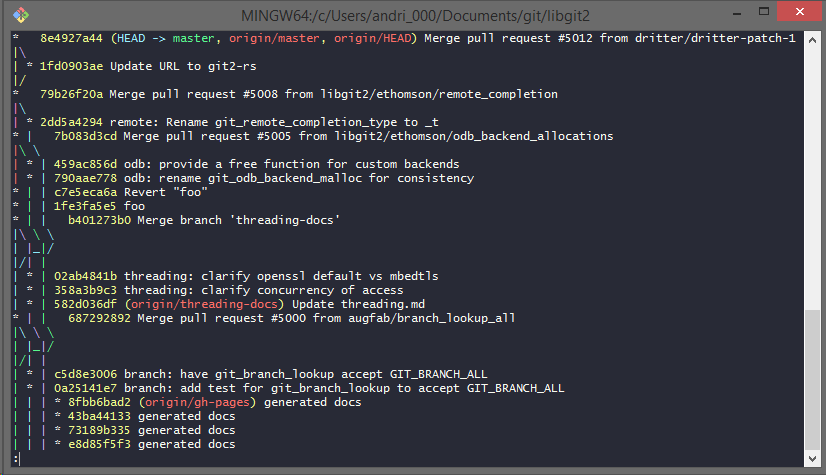 MINGW64:/c/Users/andri_000/Documents/git/libgit2
*   8e4927a44 (HEAD -> master, origin/master, origin/HEAD) Merge pull request #5012 from dritter/dritter-patch-1
|\
| * 1fd0903ae Update URL to git2-rs
|/
*   79b26f20a Merge pull request #5008 from libgit2/ethomson/remote_completion
|\
| * 2dd5a4294 remote: Rename git_remote_completion_type to _t
* |   7b083d3cd Merge pull request #5005 from libgit2/ethomson/odb_backend_allocations
|\ \
| * | 459ac856d odb: provide a free function for custom backends
| * | 790aae778 odb: rename git_odb_backend_malloc for consistency
* | | c7e5eca6a Revert "foo"
* | | 1fe3fa5e5 foo
* | |   b401273b0 Merge branch 'threading-docs'
|\ \ \
| |_|/
|/| |
| * | 02ab4841b threading: clarify openssl default vs mbedtls
| * | 358a3b9c3 threading: clarify concurrency of access
| * | 582d036df (origin/threading-docs) Update threading.md
* | |   687292892 Merge pull request #5000 from augfab/branch_lookup_all
|\ \ \
| |_|/
|/| |
| * | c5d8e3006 branch: have git_branch_lookup accept GIT_BRANCH_ALL
| * | 0a25141e7 branch: add test for git_branch_lookup to accept GIT_BRANCH_ALL
| | | * 8fbb6bad2 (origin/gh-pages) generated docs
| | | * 43ba44133 generated docs
| | | * 73189b335 generated docs
| | | * e8d85f5f3 generated docs
: